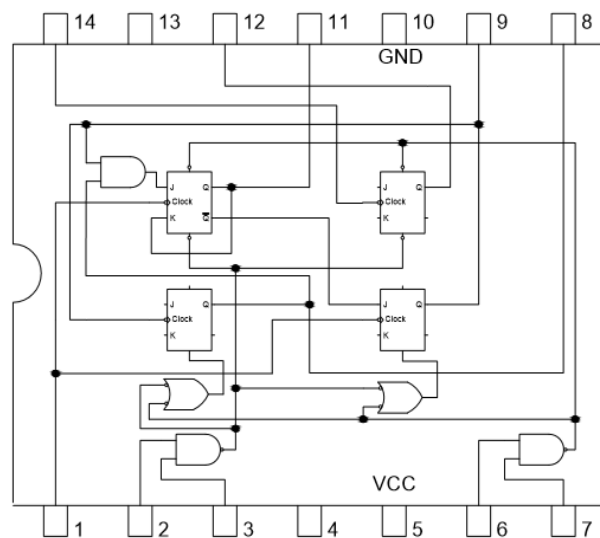 14 13 12 11 10 9 8
GND
J Q J Q
Clock Clock
K Q̅ K
J Q J Q
Clock Clock
K K
VCC
1 2 3 4 5 6 7